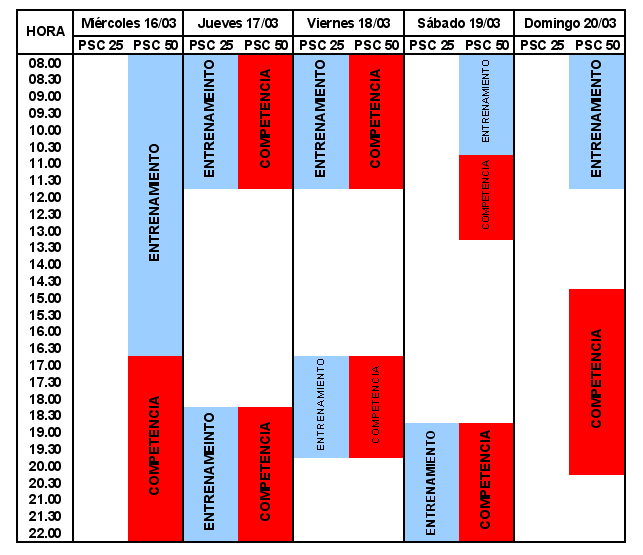 HORA Miércoles 16/03 Jueves 17/03 Viernes 18/03 Sábado 19/03 Domingo 20/03
PSC 25 PSC 50 PSC 25 PSC 50 PSC 25 PSC 50 PSC 25 PSC 50 PSC 25 PSC 50
08.00
08.30
09.00
09.30
10.00
10.30
11.00
11.30
12.00
12.30
13.00
13.30
14.00
14.30
15.00
15.30
16.00
16.30
17.00
17.30
18.00
18.30
19.00
19.30
20.00
20.30
21.00
21.30
22.00
ENTRENAMIENTO
COMPETENCIA
ENTRENAMEINTO
COMPETENCIA
ENTRENAMEINTO
COMPETENCIA
ENTRENAMIENTO
COMPETENCIA
ENTRENAMIENTO
COMPETENCIA
ENTRENAMIENTO
COMPETENCIA
ENTRENAMIENTO
COMPETENCIA
ENTRENAMIENTO
COMPETENCIA